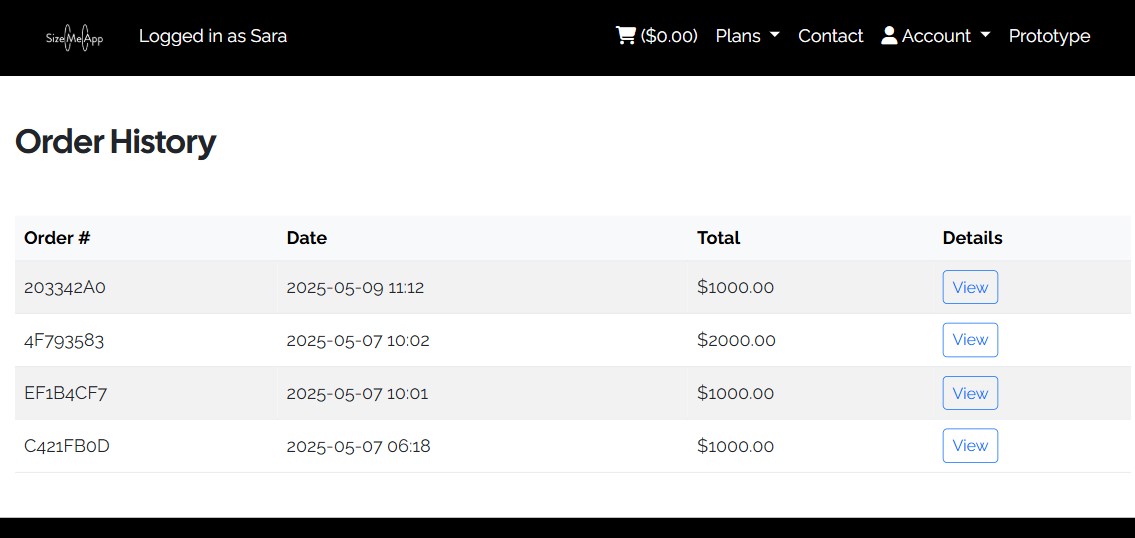 SizeMeApp Logged in as Sara ($0.00) Plans Contact Account Prototype
Order History
Order # Date Total Details
203342A0 2025-05-09 11:12 $1000.00 View
4F793583 2025-05-07 10:02 $2000.00 View
EF1B4CF7 2025-05-07 10:01 $1000.00 View
C421FB0D 2025-05-07 06:18 $1000.00 View